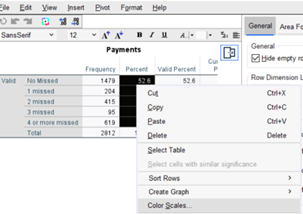 File Edit View Insert Pivot Format Help
SansSerif 12 B I U A
General Area Fo
General
Hide empty ro
Row Dimension L
Payments
Frequency Percent Valid Percent
Valid No Missed 1479 52.6 52.6
1 missed 204
2 missed 415
3 missed 95
4 or more missed 619
Total 2812
Cut Ctrl+X
Copy Ctrl+C
Paste Ctrl+V
Delete Delete
Select Table
Select cells with similar significance
Sort Rows
Create Graph
Color Scales...